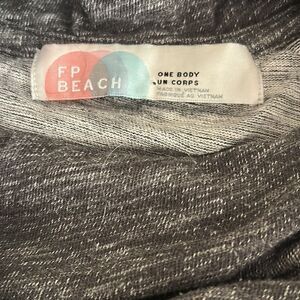 FP
BEACH
ONE BODY
UN CORPS
MADE IN VIETNAM
FABRIQUÉ AU VIETNAM